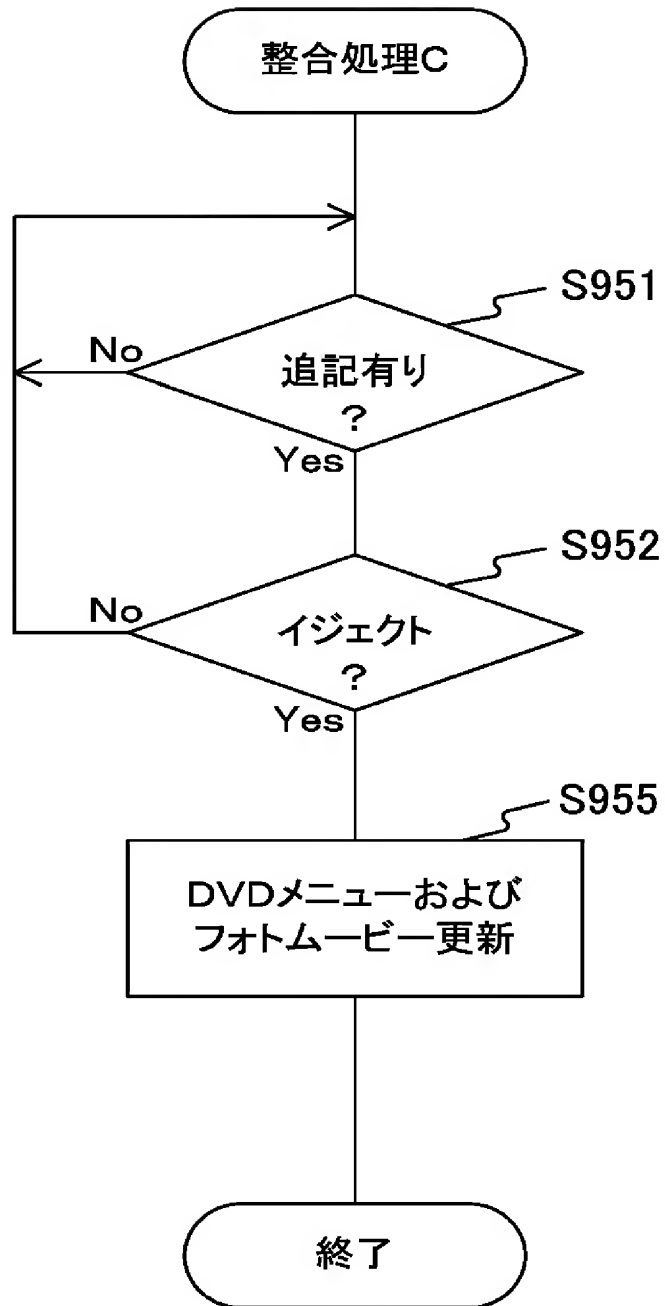 整合処理C
S951
No
追記有り
?
Yes
S952
No
イジェクト
?
Yes
S955
DVDメニューおよび
フォトムービー更新
終了